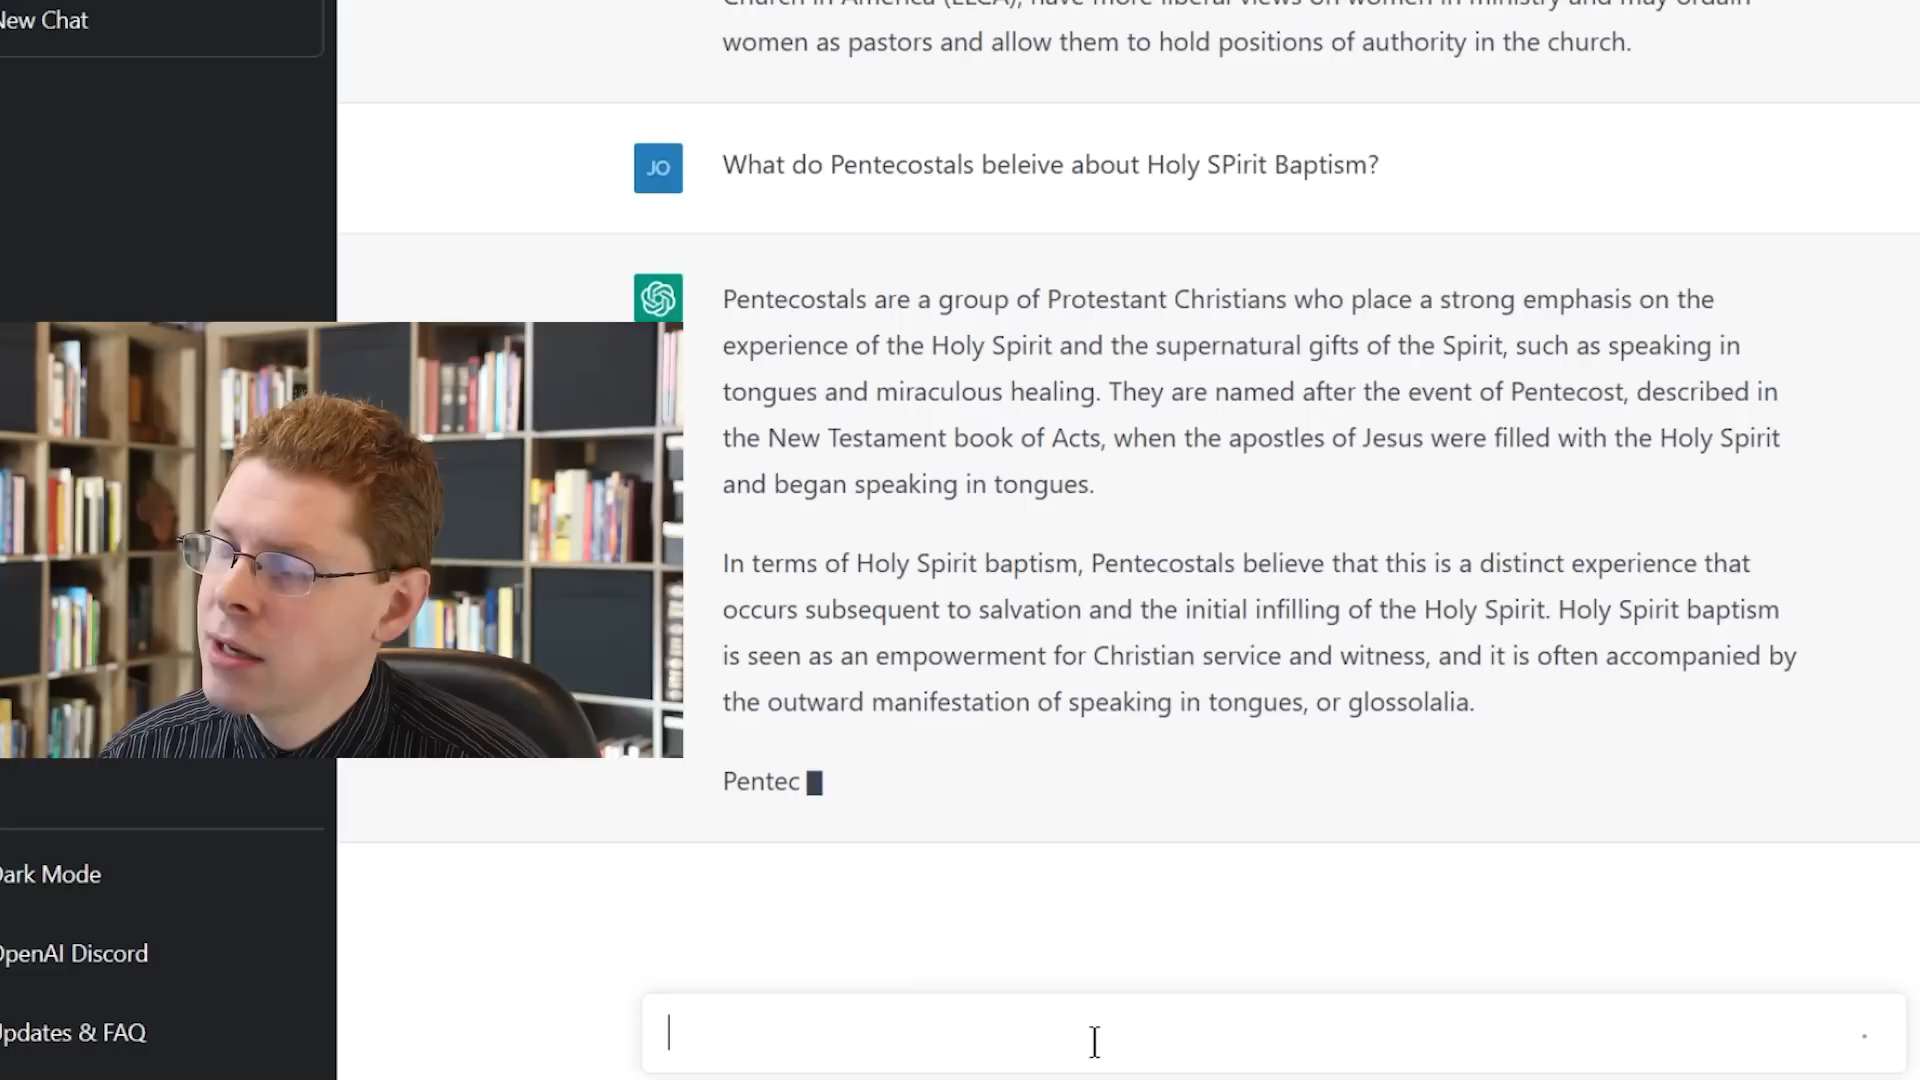 New Chat
women as pastors and allow them to hold positions of authority in the church.
JO
What do Pentecostals beleive about Holy SPirit Baptism?
Pentecostals are a group of Protestant Christians who place a strong emphasis on the
experience of the Holy Spirit and the supernatural gifts of the Spirit, such as speaking in
tongues and miraculous healing. They are named after the event of Pentecost, described in
the New Testament book of Acts, when the apostles of Jesus were filled with the Holy Spirit
and began speaking in tongues.
In terms of Holy Spirit baptism, Pentecostals believe that this is a distinct experience that
occurs subsequent to salvation and the initial infilling of the Holy Spirit. Holy Spirit baptism
is seen as an empowerment for Christian service and witness, and it is often accompanied by
the outward manifestation of speaking in tongues, or glossolalia.
Pentec
Dark Mode
OpenAI Discord
Updates & FAQ